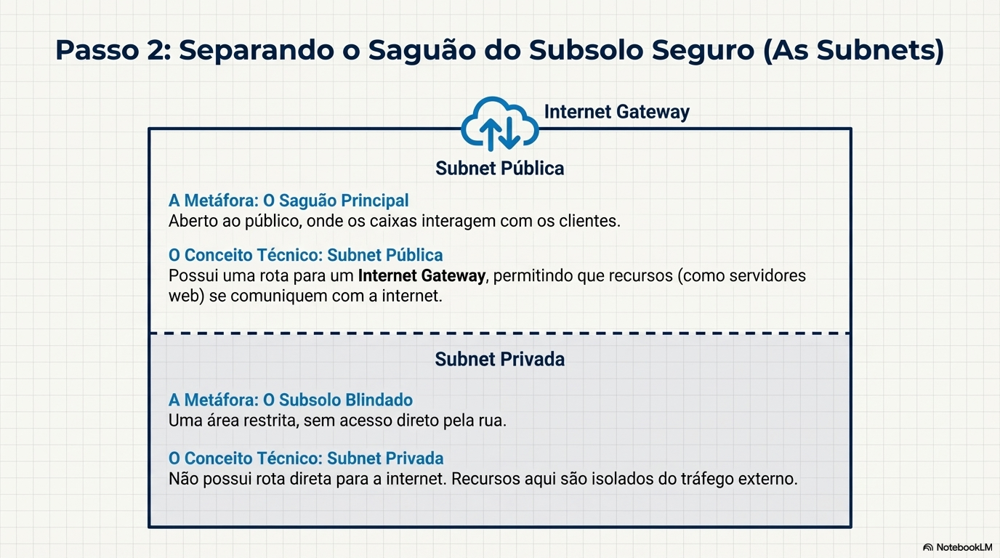 Passo 2: Separando o Saguão do Subsolo Seguro (As Subnets)
Internet Gateway
Subnet Pública
A Metáfora: O Saguão Principal
Aberto ao público, onde os caixas interagem com os clientes.
O Conceito Técnico: Subnet Pública
Possui uma rota para um Internet Gateway, permitindo que recursos (como servidores
web) se comuniquem com a internet.
Subnet Privada
A Metáfora: O Subsolo Blindado
Uma área restrita, sem acesso direto pela rua.
O Conceito Técnico: Subnet Privada
Não possui rota direta para a internet. Recursos aqui são isolados do tráfego externo.
NotebookLM